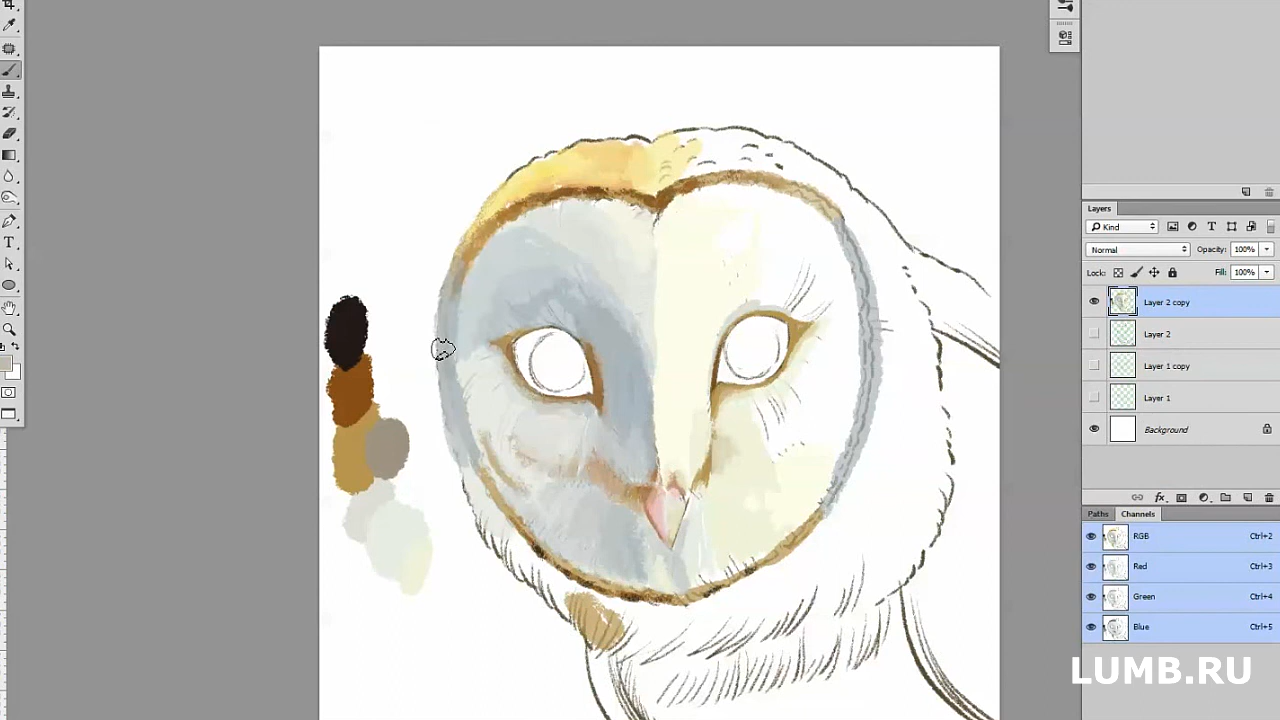 Layers
Kind
Normal
Opacity: 100%
Lock:
Fill: 100%
Layer 2 copy
Layer 2
Layer 1 copy
Layer 1
Background
fx
Paths Channels
RGB Ctrl+2
Red Ctrl+3
Green Ctrl+4
Blue Ctrl+5
LUMB.RU